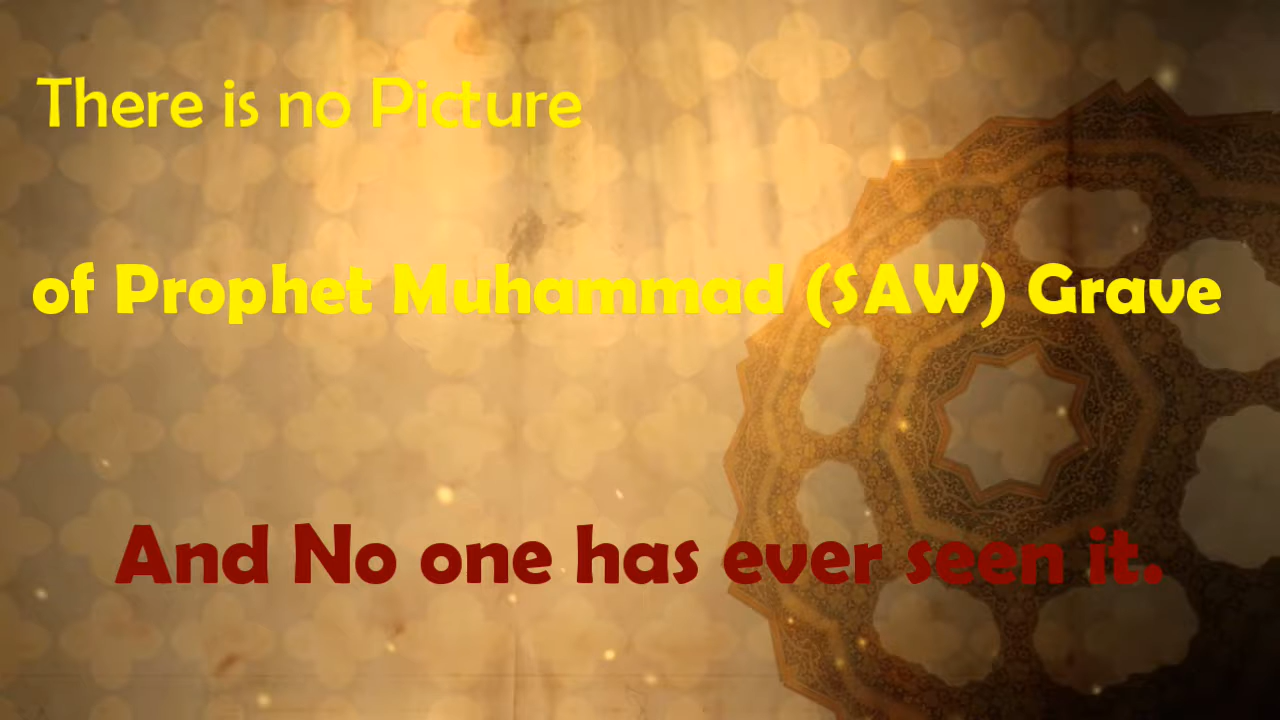 There is no Picture
of Prophet Muhammad (SAW) Grave
And No one has ever seen it.